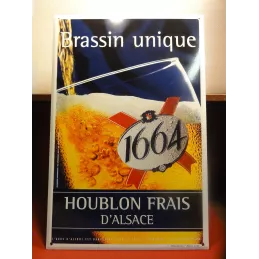 Brassin unique
1664
HOUBLON FRAIS
D'ALSACE